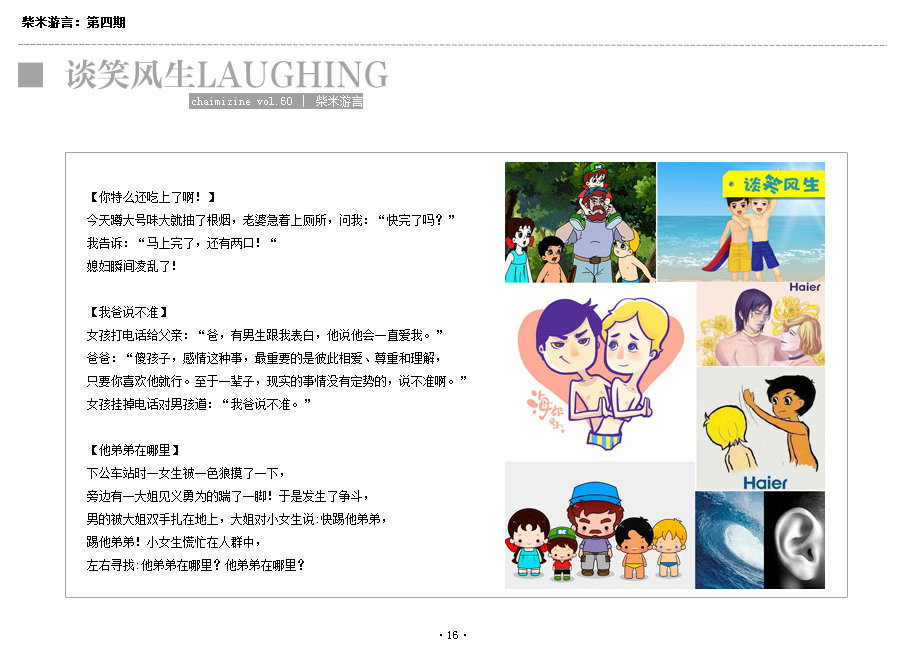 柴米游言：第四期
谈笑风生LAUGHING
chaimizine vol.60 | 柴米游言
【你特么还吃上了啊！】
今天蹲大号味大就抽了根烟，老婆急着上厕所，问我：“快完了吗？”
我告诉：“马上完了，还有两口！“
媳妇瞬间凌乱了！
【我爸说不准】
女孩打电话给父亲：“爸，有男生跟我表白，他说他会一直爱我。”
爸爸：“傻孩子，感情这种事，最重要的是彼此相爱、尊重和理解，
只要你喜欢他就行。至于一辈子，现实的事情没有定势的，说不准啊。”
女孩挂掉电话对男孩道：“我爸说不准。”
【他弟弟在哪里】
下公车站时一女生被一色狼摸了一下，
旁边有一大姐见义勇为的踹了一脚！于是发生了争斗，
男的被大姐双手扎在地上，大姐对小女生说:快踢他弟弟，
踢他弟弟！小女生慌忙在人群中，
左右寻找:他弟弟在哪里？他弟弟在哪里？
谈笑风生
Haier
海尔
Haier
·16·